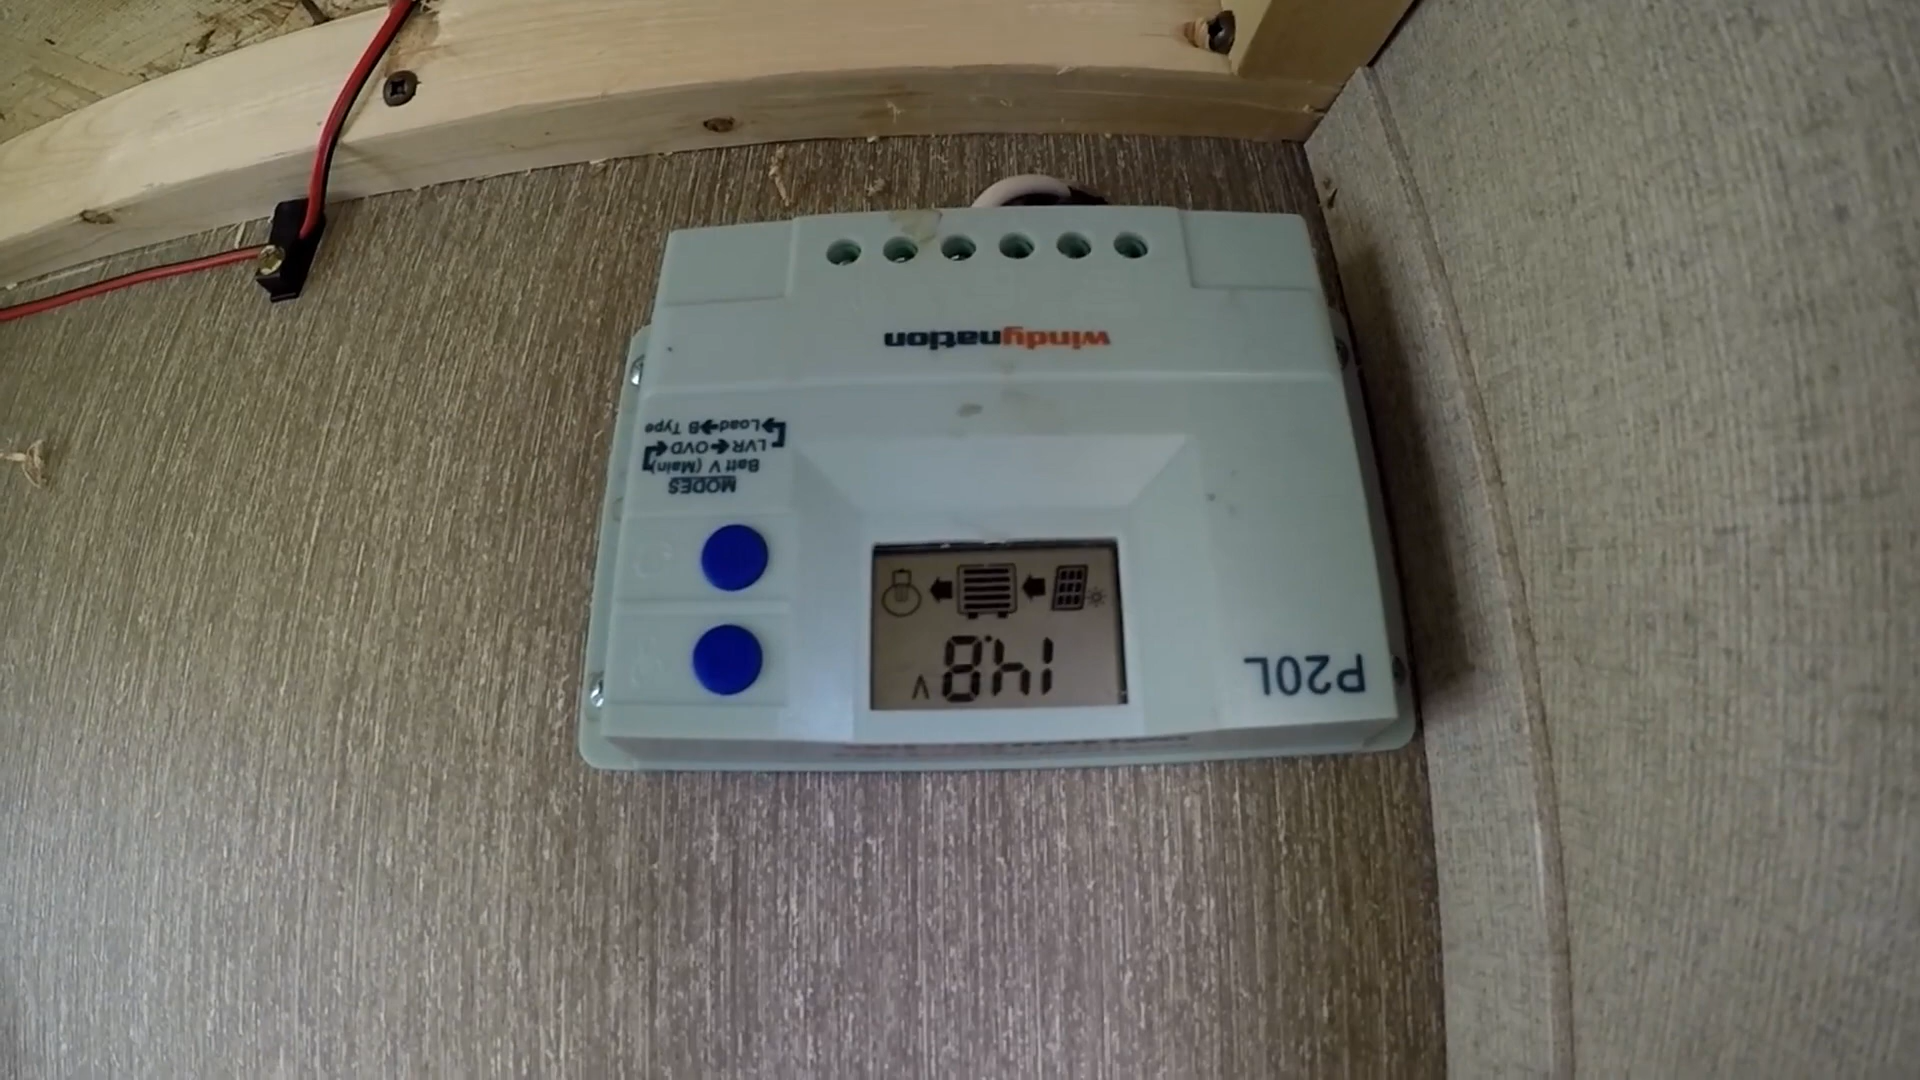 P20L
14.8 V
MODES
Batt V (Main)
LVR→OVD
Load→B Type
windynation